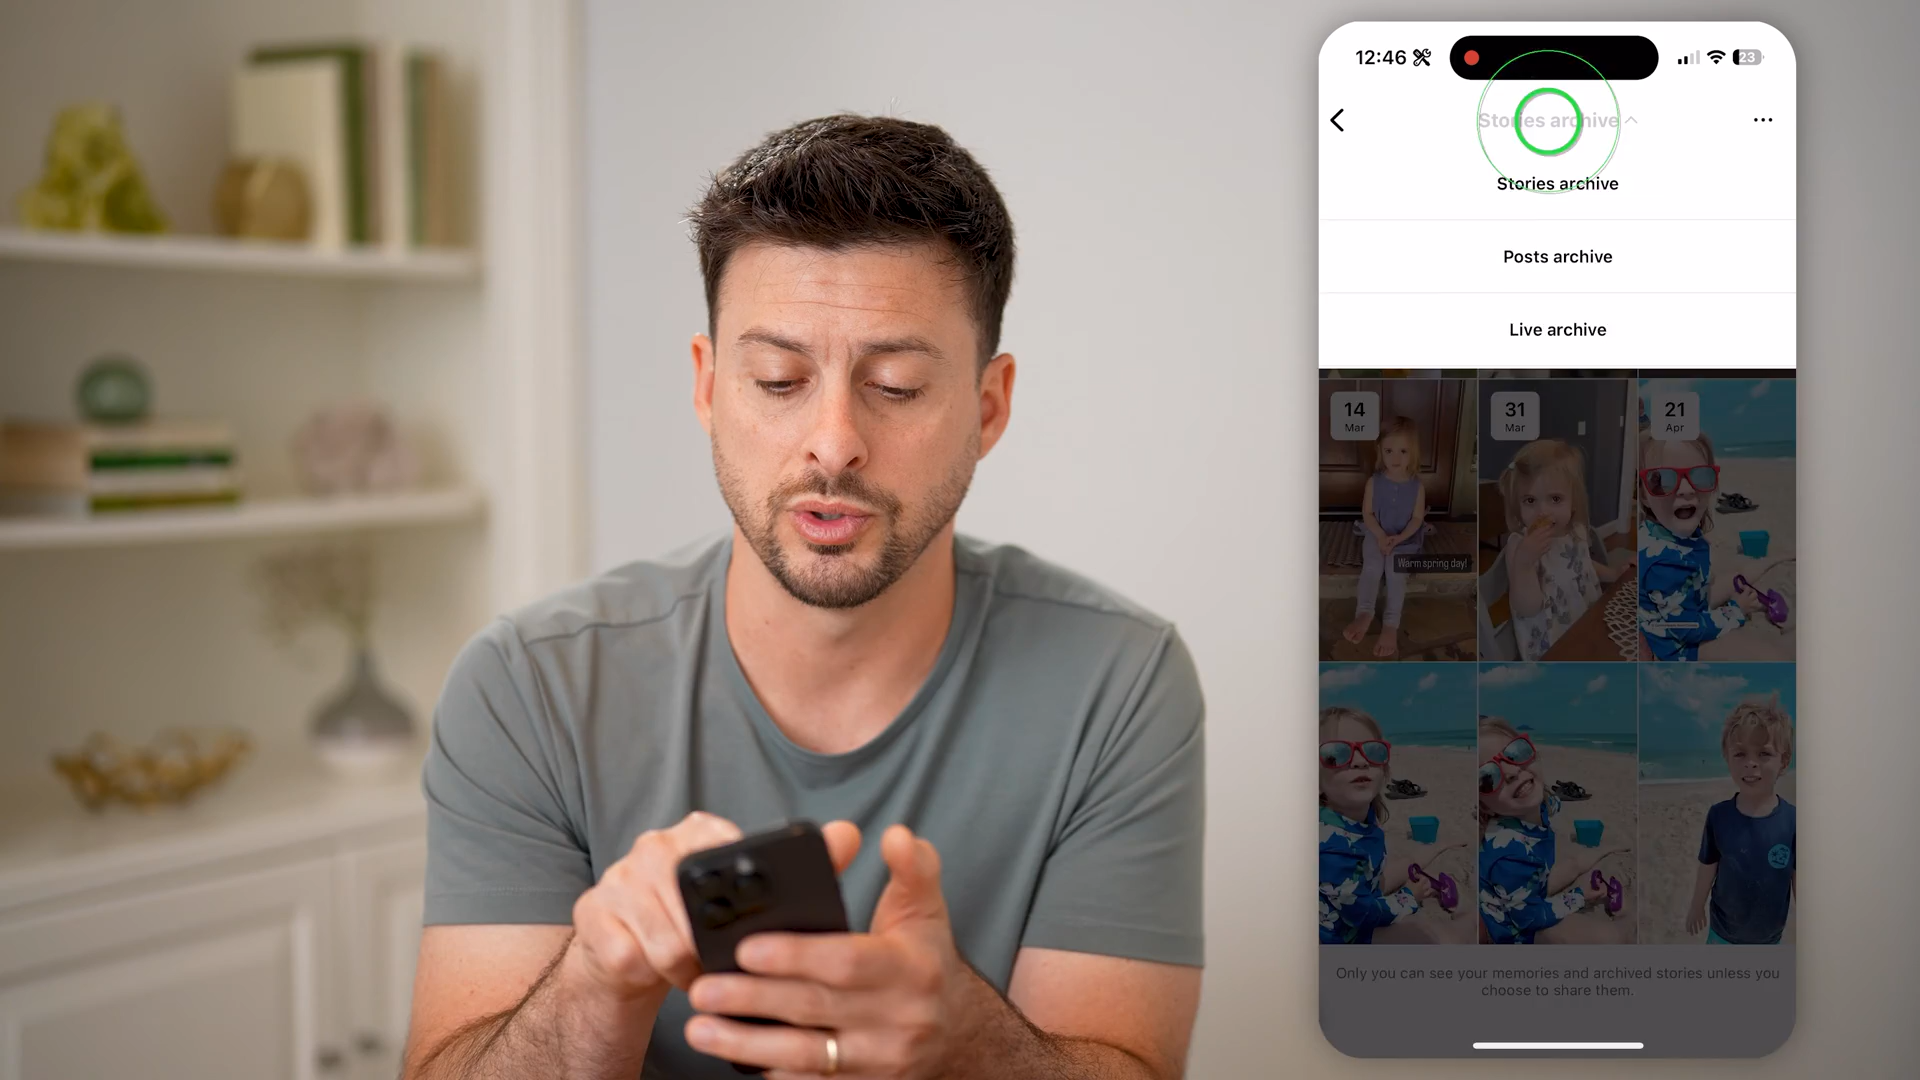 12:46
23
Stories archive
Stories archive
Posts archive
Live archive
14
Mar
31
Mar
21
Apr
Warm spring day!
Only you can see your memories and archived stories unless you
choose to share them.